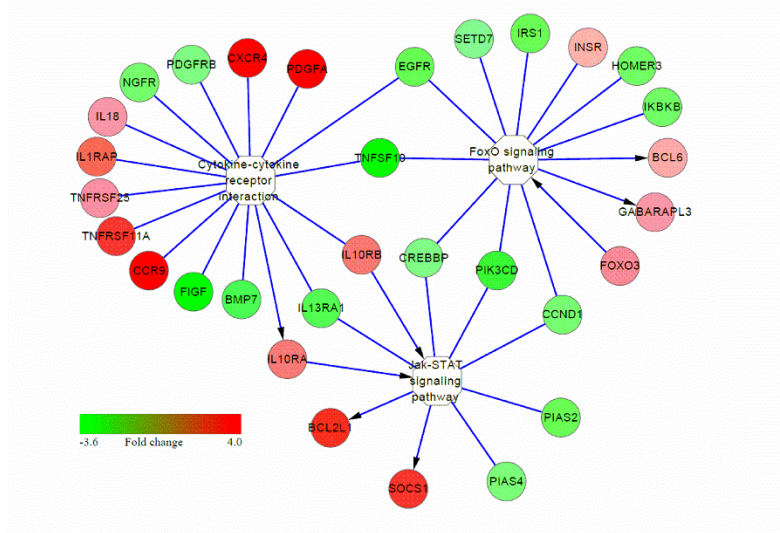 SETD7
IRS1
INSR
CXCR4
PDGFRB
PDGFA
EGFR
HOMER3
NGFR
IKBKB
IL18
IL1RAP
TNFSF10
BCL6
Cytokine-cytokine
receptor
interaction
FoxO signaling
pathway
TNFRSF25
GABARAPL3
TNFRSF11A
IL10RB
CREBBP
PIK3CD
FOXO3
CCR9
FIGF
BMP7
IL13RA1
CCND1
IL10RA
Jak-STAT
signaling
pathway
BCL2L1
PIAS2
-3.6 Fold change 4.0
SOCS1
PIAS4